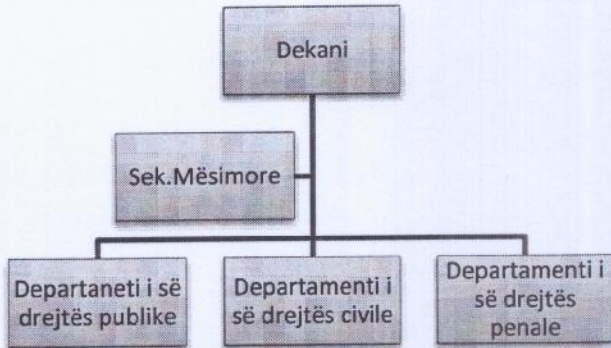 Dekani
Sek.Mësimore
Departaneti i së
drejtës publike
Departamenti i
së drejtës civile
Departamenti i
së drejtës
penale